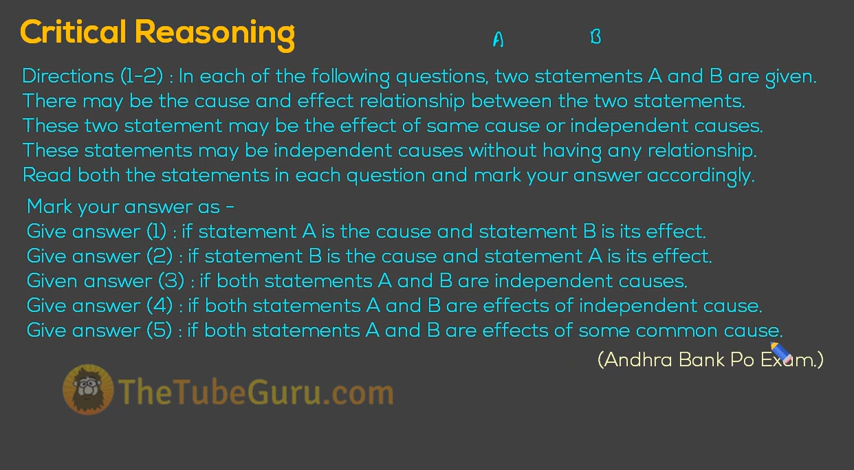 Critical Reasoning
A B
Directions (1-2) : In each of the following questions, two statements A and B are given.
There may be the cause and effect relationship between the two statements.
These two statement may be the effect of same cause or independent causes.
These statements may be independent causes without having any relationship.
Read both the statements in each question and mark your answer accordingly.
Mark your answer as -
Give answer (1) : if statement A is the cause and statement B is its effect.
Give answer (2) : if statement B is the cause and statement A is its effect.
Given answer (3) : if both statements A and B are independent causes.
Give answer (4) : if both statements A and B are effects of independent cause.
Give answer (5) : if both statements A and B are effects of some common cause.
(Andhra Bank Po Exam.)
TheTubeGuru.com